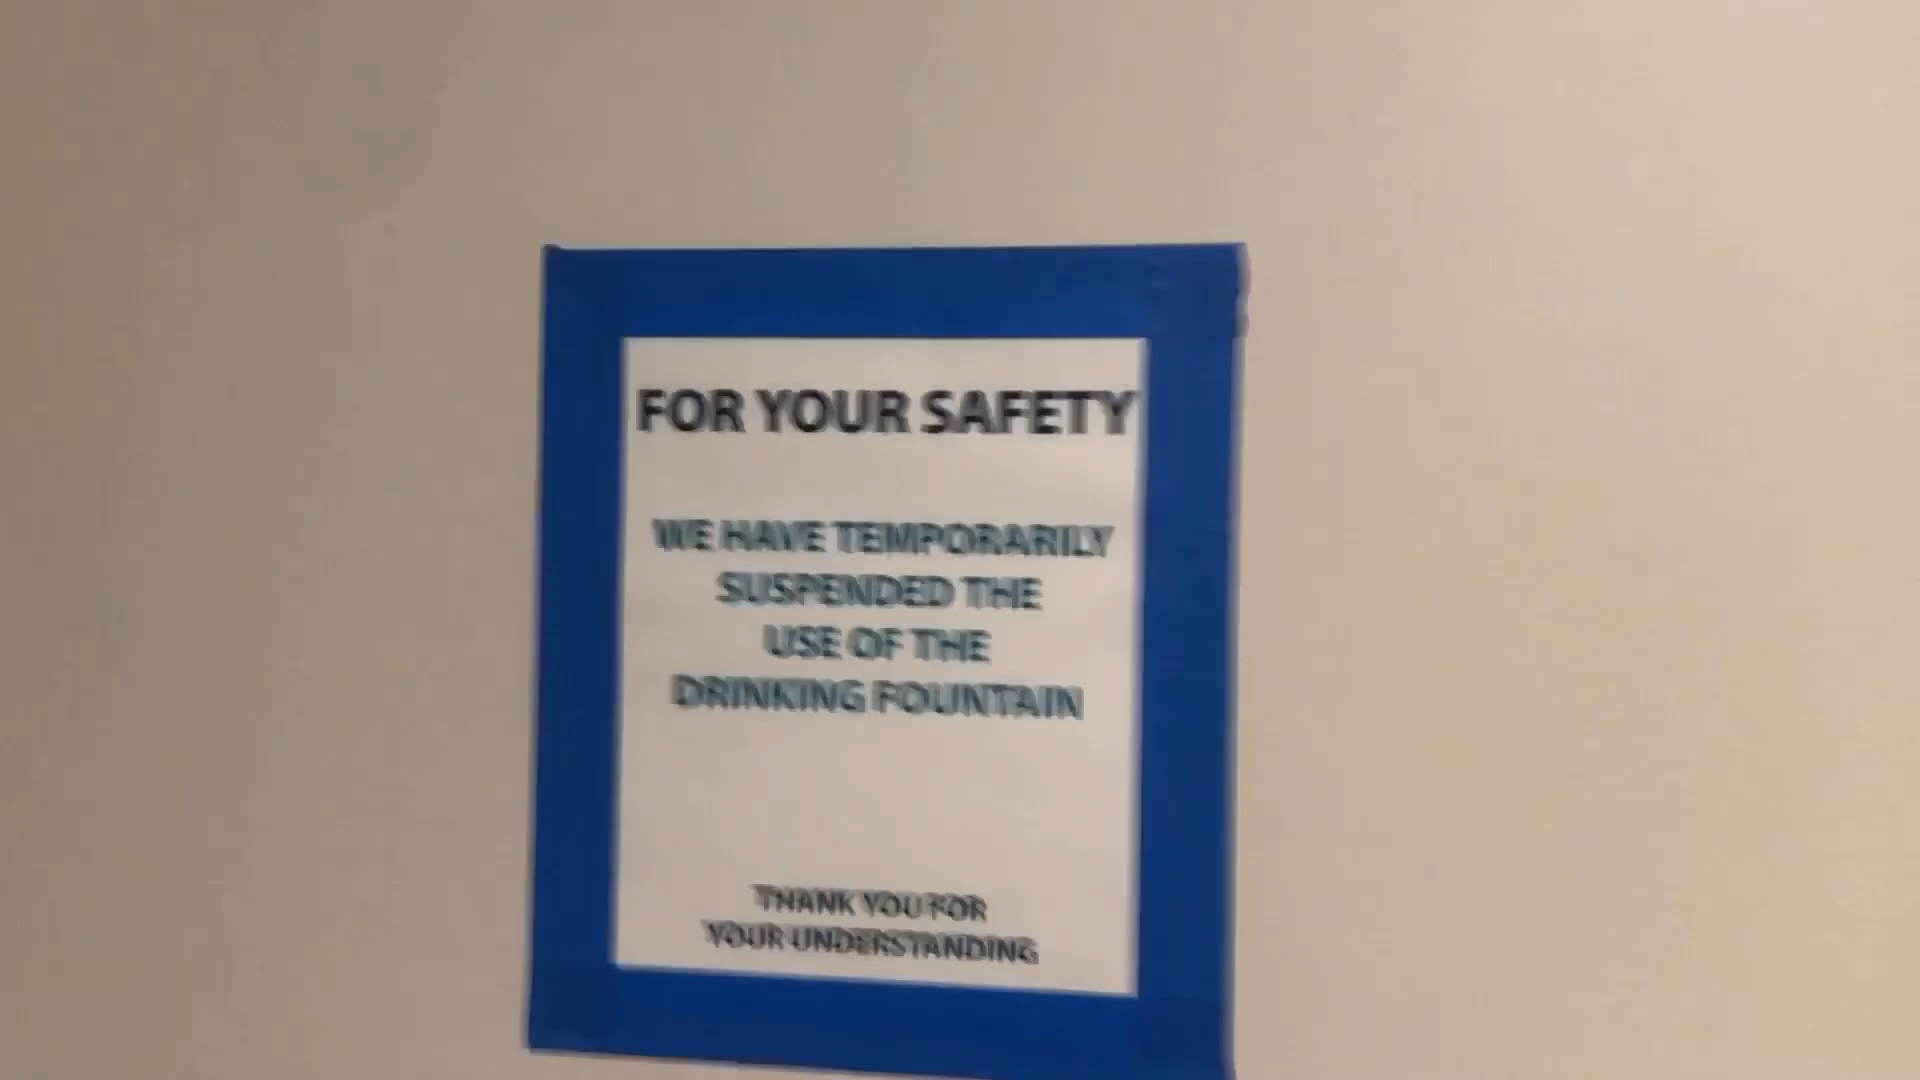 FOR YOUR SAFETY
WE HAVE TEMPORARILY
SUSPENDED THE
USE OF THE
DRINKING FOUNTAIN
THANK YOU FOR
YOUR UNDERSTANDING